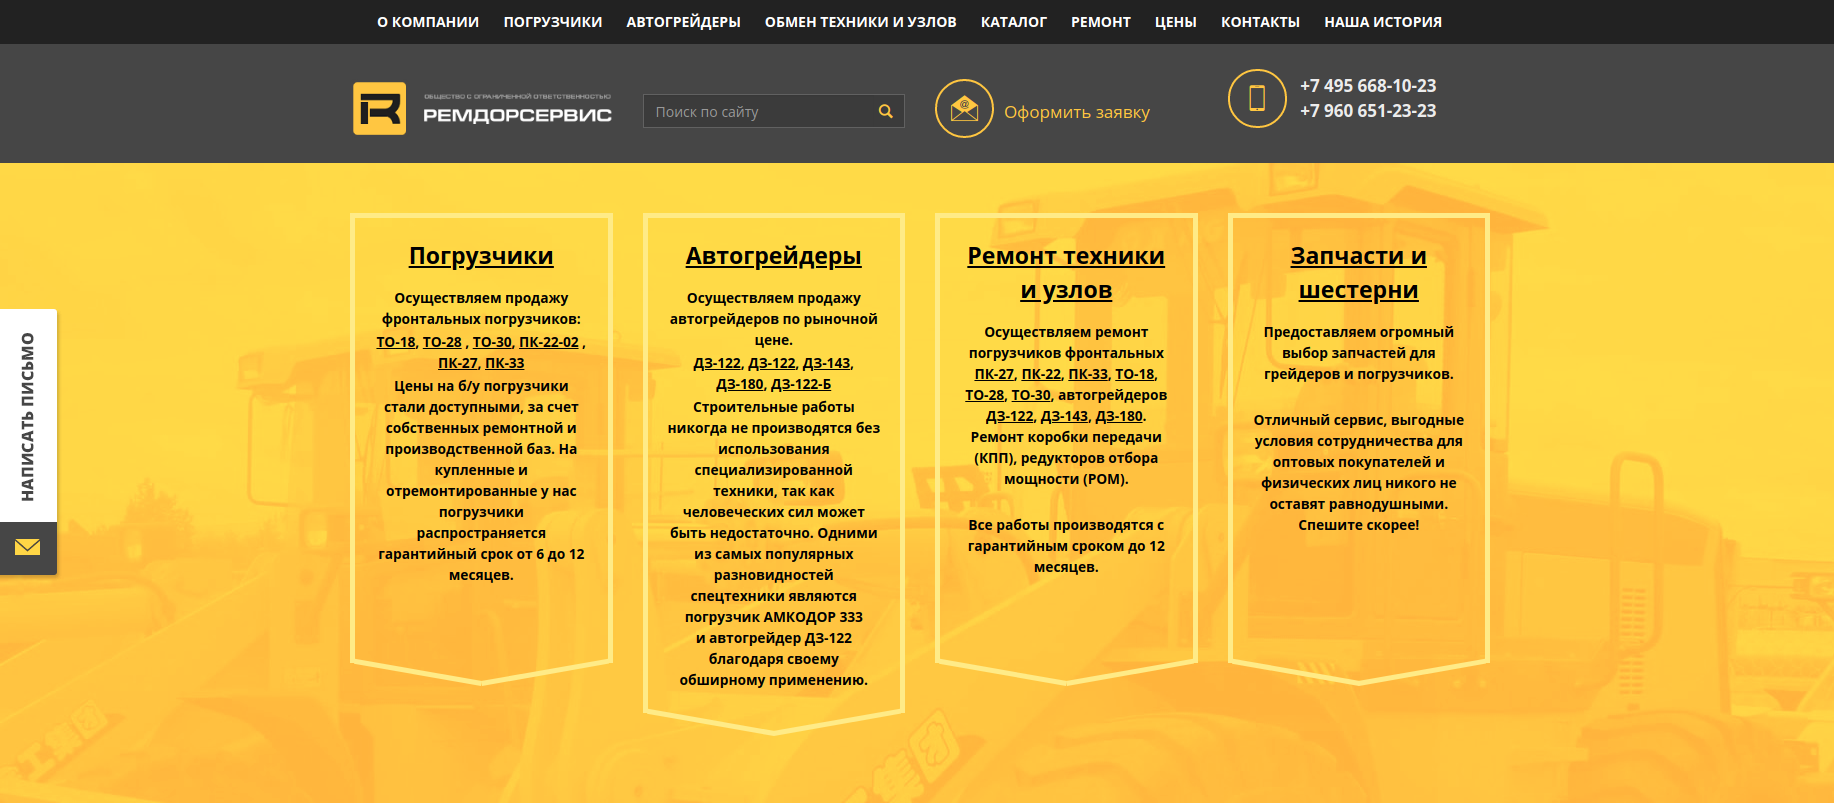 О КОМПАНИИ ПОГРУЗЧИКИ АВТОГРЕЙДЕРЫ ОБМЕН ТЕХНИКИ И УЗЛОВ КАТАЛОГ РЕМОНТ ЦЕНЫ КОНТАКТЫ НАША ИСТОРИЯ
ОБЩЕСТВО С ОГРАНИЧЕННОЙ ОТВЕТСТВЕННОСТЬЮ
РЕМДОРСЕРВИС
Поиск по сайту
@
Оформить заявку
+7 495 668-10-23
+7 960 651-23-23
НАПИСАТЬ ПИСЬМО
Погрузчики
Осуществляем продажу
фронтальных погрузчиков:
ТО-18, ТО-28 , ТО-30, ПК-22-02 ,
ПК-27, ПК-33
Цены на б/у погрузчики
стали доступными, за счет
собственных ремонтной и
производственной баз. На
купленные и
отремонтированные у нас
погрузчики
распространяется
гарантийный срок от 6 до 12
месяцев.
Автогрейдеры
Осуществляем продажу
автогрейдеров по рыночной
цене.
ДЗ-122, ДЗ-122, ДЗ-143,
ДЗ-180, ДЗ-122-Б
Строительные работы
никогда не производятся без
использования
специализированной
техники, так как
человеческих сил может
быть недостаточно. Одними
из самых популярных
разновидностей
спецтехники являются
погрузчик АМКОДОР 333
и автогрейдер ДЗ-122
благодаря своему
обширному применению.
Ремонт техники
и узлов
Осуществляем ремонт
погрузчиков фронтальных
ПК-27, ПК-22, ПК-33, ТО-18,
ТО-28, ТО-30, автогрейдеров
ДЗ-122, ДЗ-143, ДЗ-180.
Ремонт коробки передачи
(КПП), редукторов отбора
мощности (РОМ).
Все работы производятся с
гарантийным сроком до 12
месяцев.
Запчасти и
шестерни
Предоставляем огромный
выбор запчастей для
грейдеров и погрузчиков.
Отличный сервис, выгодные
условия сотрудничества для
оптовых покупателей и
физических лиц никого не
оставят равнодушными.
Спешите скорее!